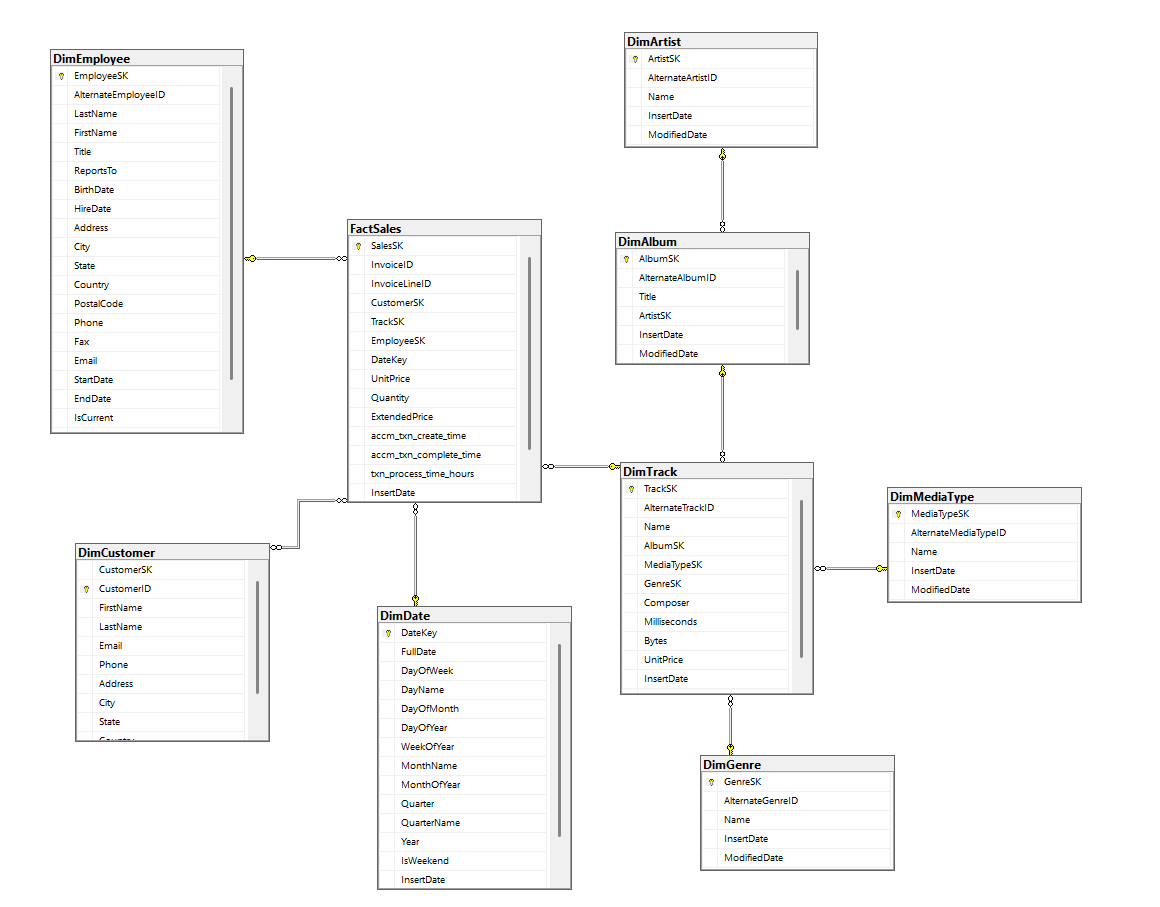 DimEmployee
EmployeeSK
AlternateEmployeeID
LastName
FirstName
Title
ReportsTo
BirthDate
HireDate
Address
City
State
Country
PostalCode
Phone
Fax
Email
StartDate
EndDate
IsCurrent
DimArtist
ArtistSK
AlternateArtistID
Name
InsertDate
ModifiedDate
FactSales
SalesSK
InvoiceID
InvoiceLineID
CustomerSK
TrackSK
EmployeeSK
DateKey
UnitPrice
Quantity
ExtendedPrice
accm_txn_create_time
accm_txn_complete_time
txn_process_time_hours
InsertDate
DimAlbum
AlbumSK
AlternateAlbumID
Title
ArtistSK
InsertDate
ModifiedDate
DimTrack
TrackSK
AlternateTrackID
Name
AlbumSK
MediaTypeSK
GenreSK
Composer
Milliseconds
Bytes
UnitPrice
InsertDate
DimMediaType
MediaTypeSK
AlternateMediaTypeID
Name
InsertDate
ModifiedDate
DimCustomer
CustomerSK
CustomerID
FirstName
LastName
Email
Phone
Address
City
State
Country
DimDate
DateKey
FullDate
DayOfWeek
DayName
DayOfMonth
DayOfYear
WeekOfYear
MonthName
MonthOfYear
Quarter
QuarterName
Year
IsWeekend
InsertDate
DimGenre
GenreSK
AlternateGenreID
Name
InsertDate
ModifiedDate